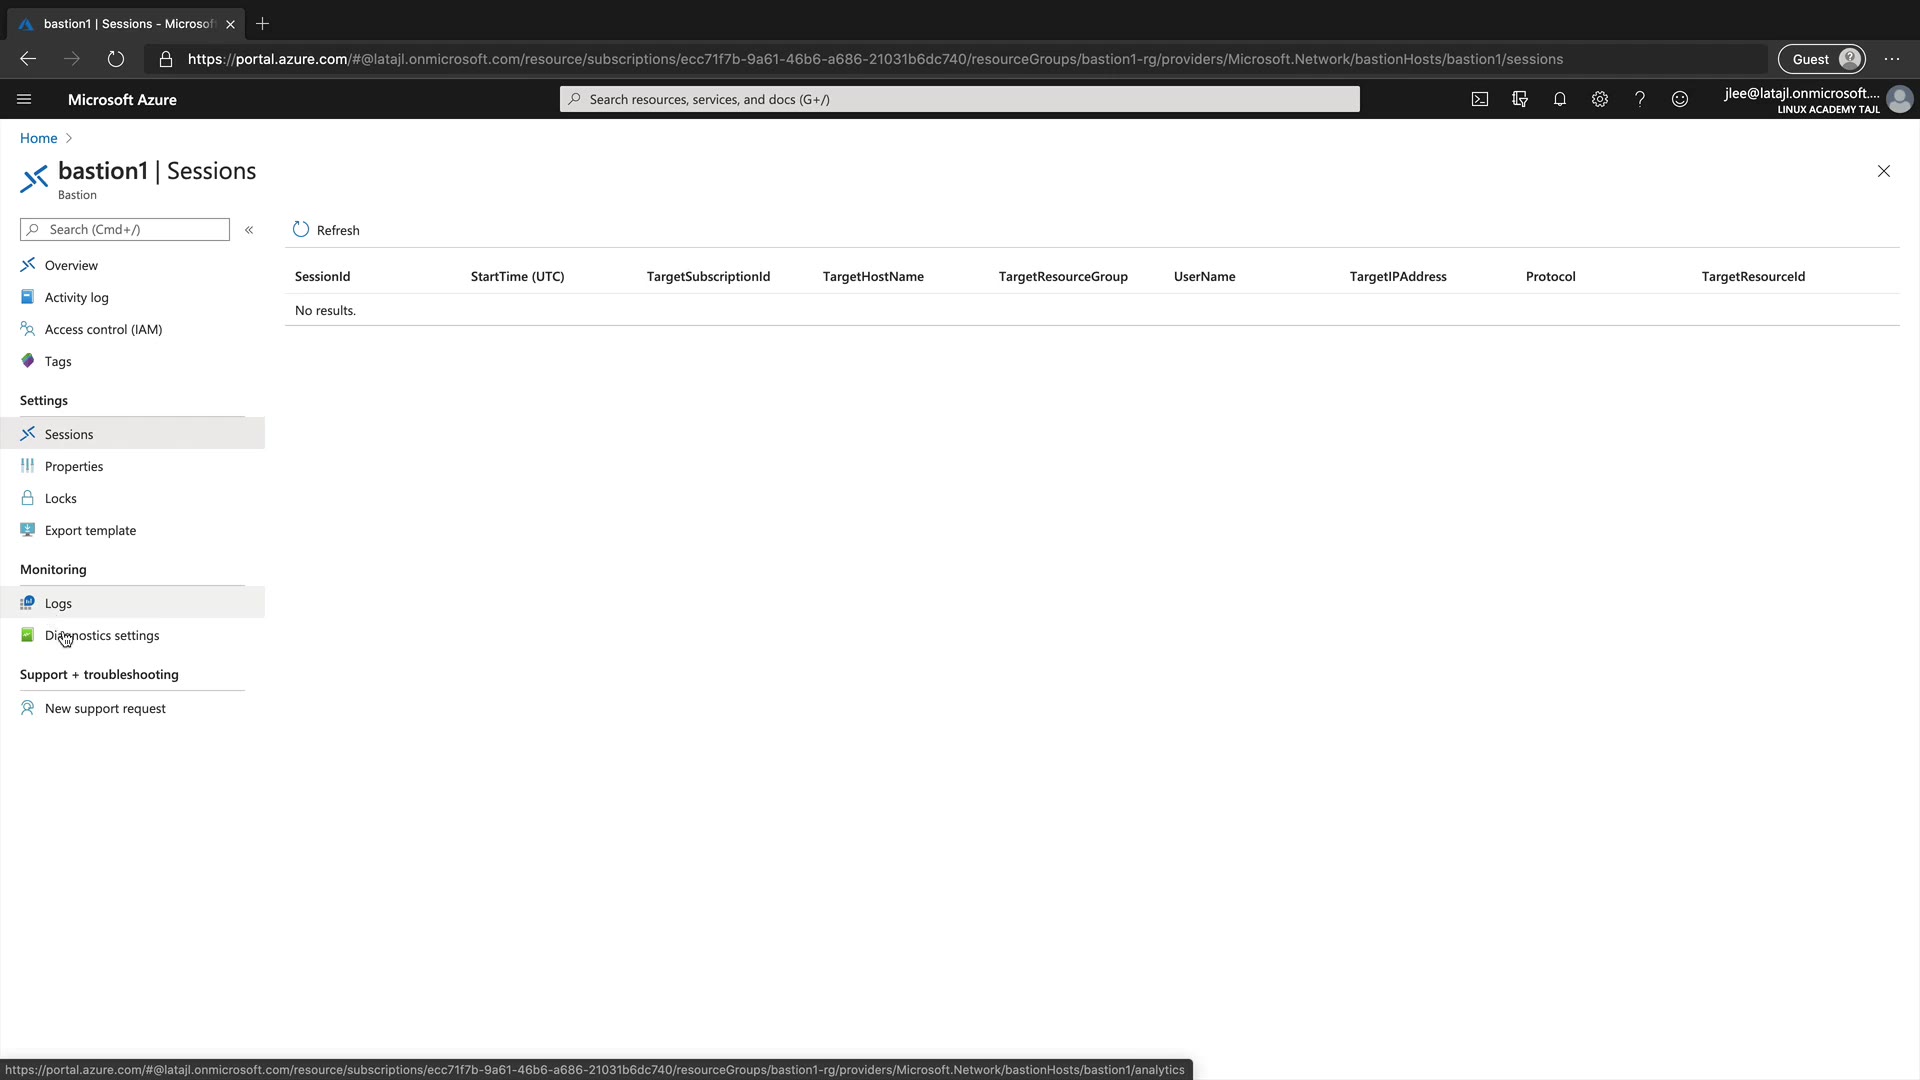 bastion1 | Sessions - Microsof
https://portal.azure.com/#@latajl.onmicrosoft.com/resource/subscriptions/ecc71f7b-9a61-46b6-a686-21031b6dc740/resourceGroups/bastion1-rg/providers/Microsoft.Network/bastionHosts/bastion1/sessions
Guest
Microsoft Azure
Search resources, services, and docs (G+/)
jlee@latajl.onmicrosoft....
LINUX ACADEMY TAJL
Home
bastion1 | Sessions
Bastion
Search (Cmd+/)
Refresh
Overview
Activity log
Access control (IAM)
Tags
Settings
Sessions
Properties
Locks
Export template
Monitoring
Logs
Diagnostics settings
Support + troubleshooting
New support request
SessionId StartTime (UTC) TargetSubscriptionId TargetHostName TargetResourceGroup UserName TargetIPAddress Protocol TargetResourceId
No results.
https://portal.azure.com/#@latajl.onmicrosoft.com/resource/subscriptions/ecc71f7b-9a61-46b6-a686-21031b6dc740/resourceGroups/bastion1-rg/providers/Microsoft.Network/bastionHosts/bastion1/analytics